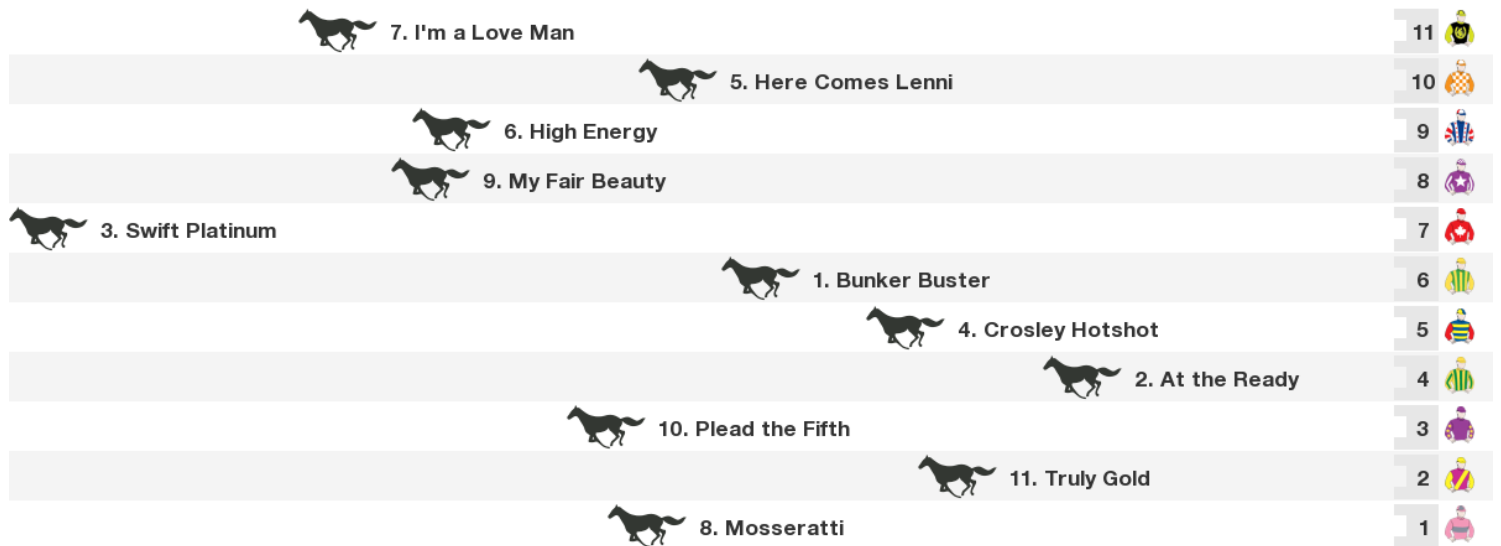 7. I'm a Love Man 11
5. Here Comes Lenni 10
6. High Energy 9
9. My Fair Beauty 8
3. Swift Platinum 7
1. Bunker Buster 6
4. Crosley Hotshot 5
2. At the Ready 4
10. Plead the Fifth 3
11. Truly Gold 2
8. Mosseratti 1